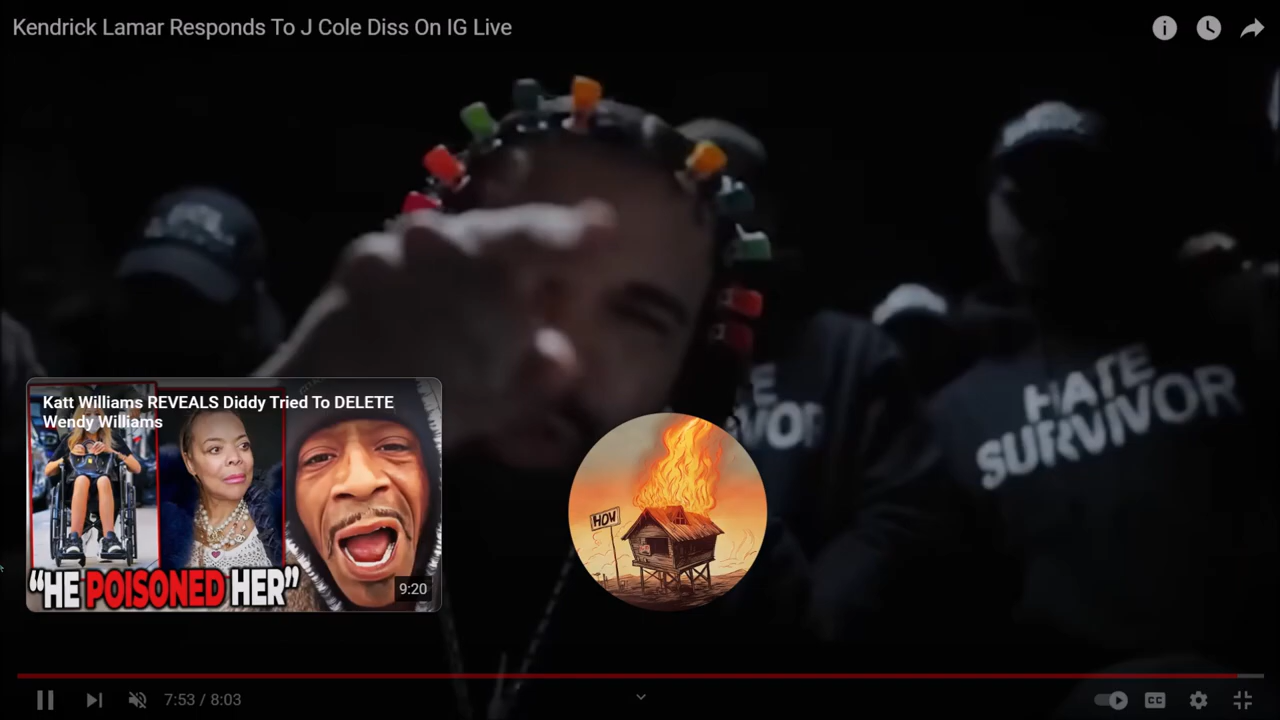 Kendrick Lamar Responds To J Cole Diss On IG Live
HATE
SURVIVOR
Katt Williams REVEALS Diddy Tried To DELETE
Wendy Williams
HOW
“HE POISONED HER”
9:20
7:53 / 8:03
CC